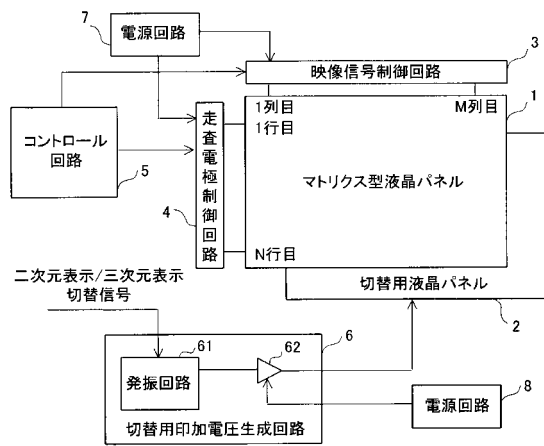 7
電源回路
映像信号制御回路
3
1
1列目
M列目
1行目
コントロール
回路
5
走査電極制御回路
4
マトリクス型液晶パネル
N行目
二次元表示/三次元表示
切替信号
切替用液晶パネル
2
6
61
62
発振回路
切替用印加電圧生成回路
8
電源回路